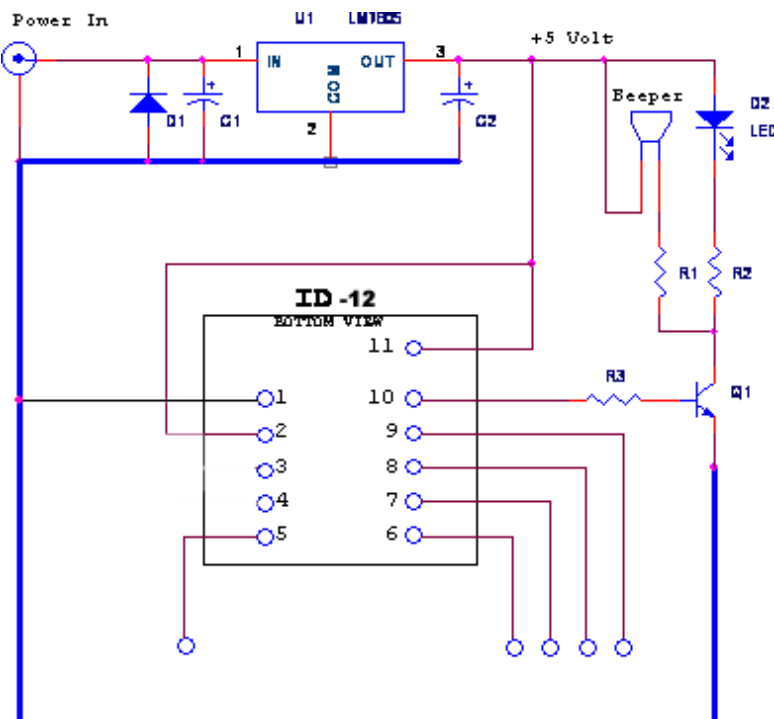 Power In
U1 LM7805
1 IN OUT 3
GOM
2
+5 Volt
Beeper
D1
C1
C2
D2
LED
R1
R2
ID -12
BOTTOM VIEW
11
1
10
R3
Q1
2
9
3
8
4
7
5
6